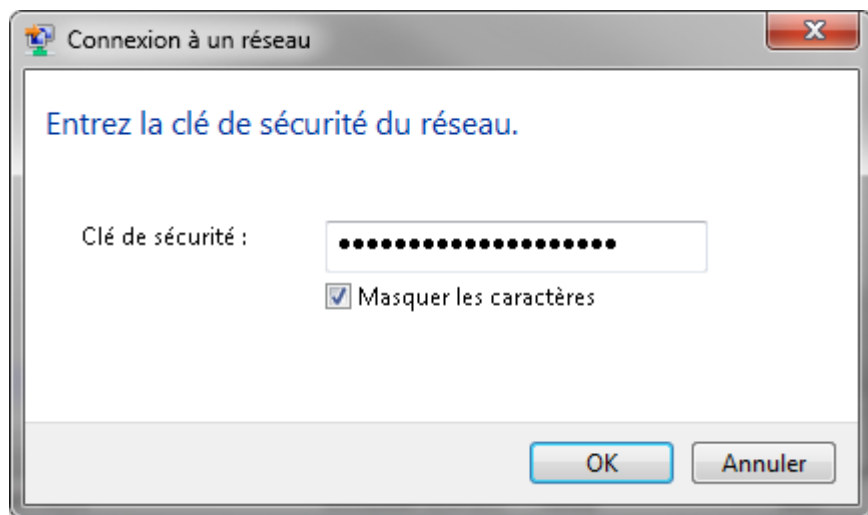 Connexion à un réseau
Entrez la clé de sécurité du réseau.
Clé de sécurité : ••••••••••••••••••••
Masquer les caractères
OK Annuler